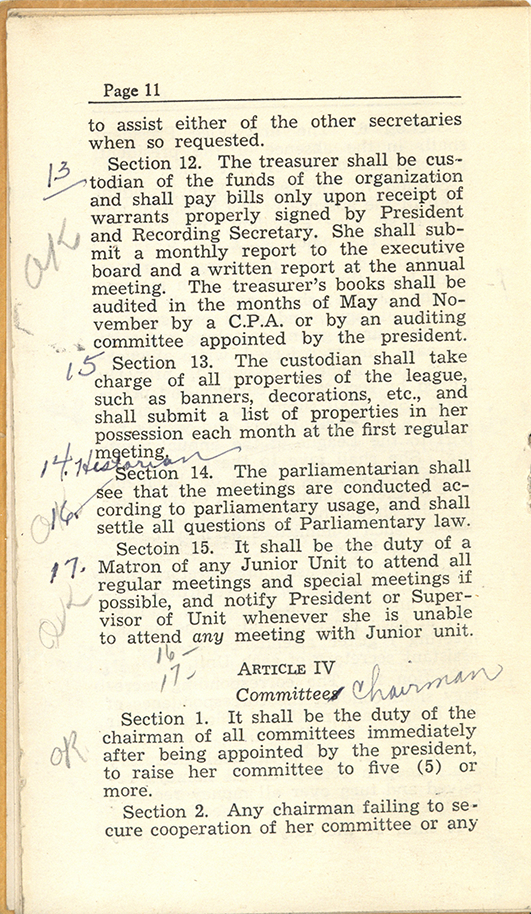 Page 11
to assist either of the other secretaries
when so requested.
13
Section 12. The treasurer shall be cus-
todian of the funds of the organization
and shall pay bills only upon receipt of
warrants properly signed by President
OK
and Recording Secretary. She shall sub-
mit a monthly report to the executive
board and a written report at the annual
meeting. The treasurer's books shall be
audited in the months of May and No-
vember by a C.P.A. or by an auditing
committee appointed by the president.
15
Section 13. The custodian shall take
charge of all properties of the league,
such as banners, decorations, etc., and
shall submit a list of properties in her
possession each month at the first regular
meeting.
14. Historian
Section 14. The parliamentarian shall
see that the meetings are conducted ac-
OK 16.
cording to parliamentary usage, and shall
settle all questions of Parliamentary law.
Sectoin 15. It shall be the duty of a
17.
Matron of any Junior Unit to attend all
regular meetings and special meetings if
possible, and notify President or Super-
OK
visor of Unit whenever she is unable
to attend any meeting with Junior unit.
16-
17-
ARTICLE IV
Committees Chairman
Section 1. It shall be the duty of the
OK
chairman of all committees immediately
after being appointed by the president,
to raise her committee to five (5) or
more.
Section 2. Any chairman failing to se-
cure cooperation of her committee or any